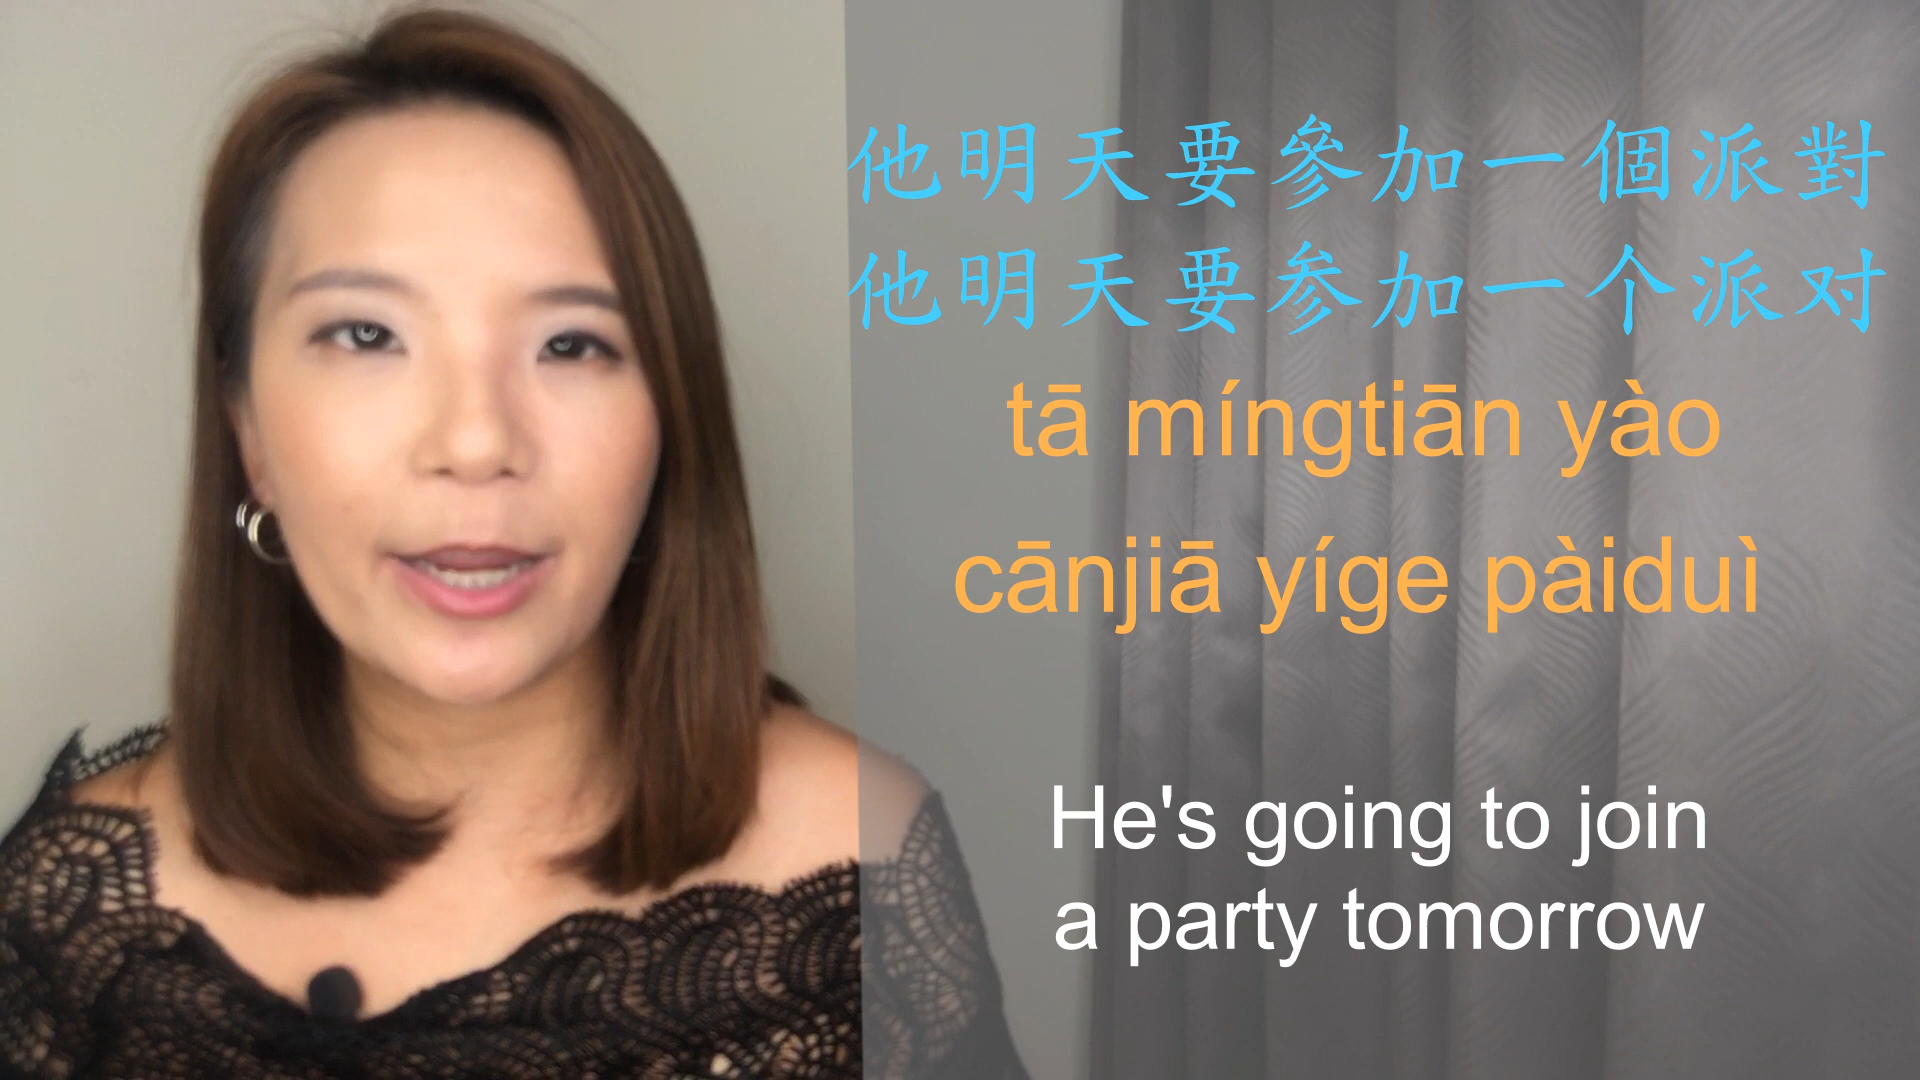 他明天要參加一個派對
他明天要参加一个派对
tā míngtiān yào
cānjiā yíge pàiduì
He's going to join
a party tomorrow